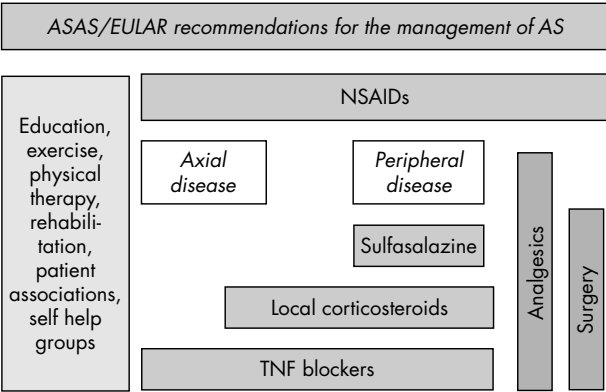 ASAS/EULAR recommendations for the management of AS
Education,
exercise,
physical
therapy,
rehabili-
tation,
patient
associations,
self help
groups
NSAIDs
Axial
disease
Peripheral
disease
Sulfasalazine
Local corticosteroids
TNF blockers
Analgesics
Surgery